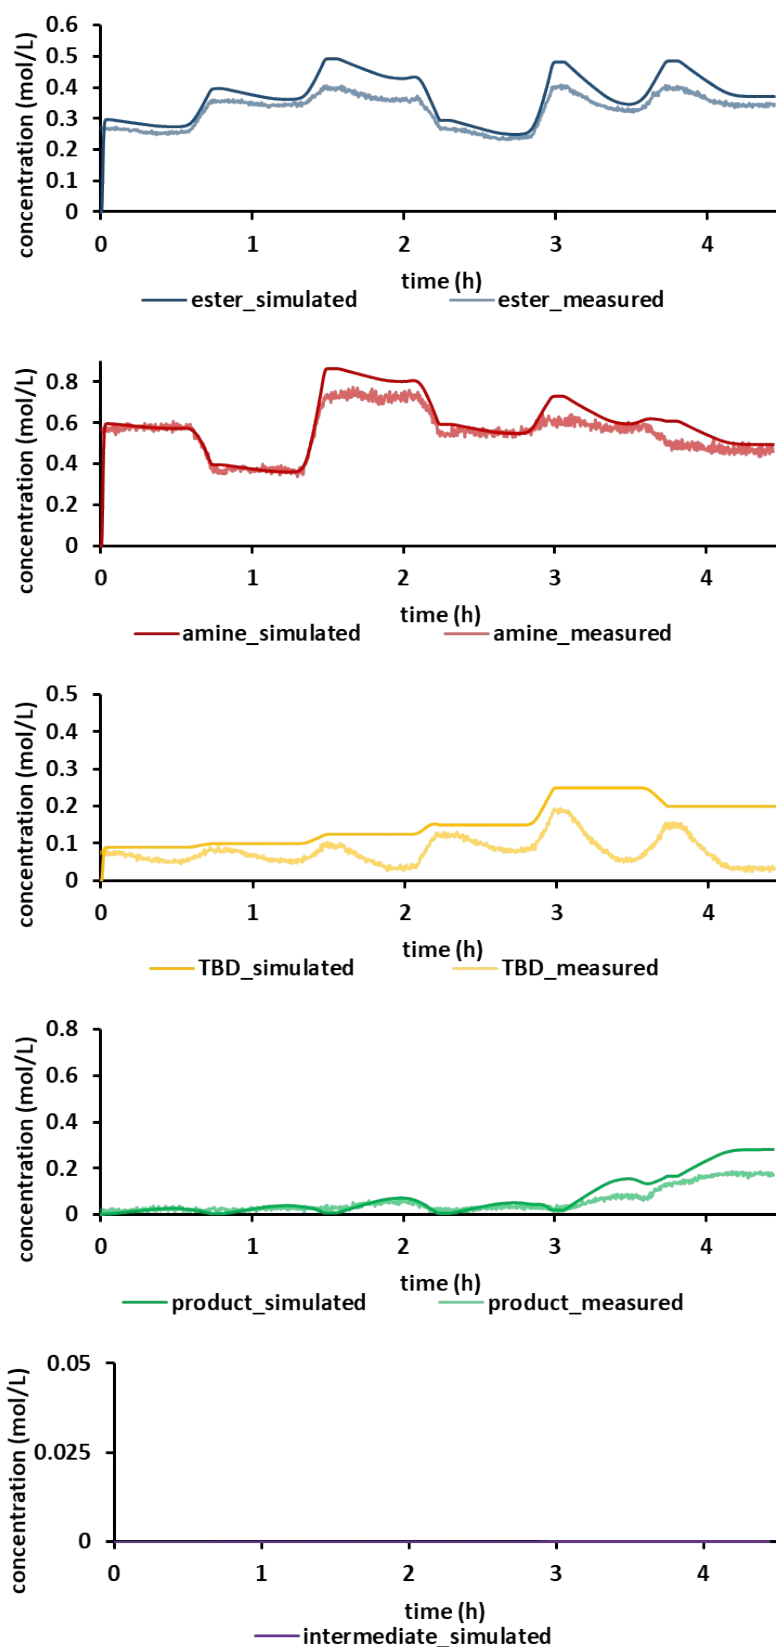 concentration (mol/L)
0.6
0.5
0.4
0.3
0.2
0.1
0
0 1 2 3 4
time (h)
ester_simulated ester_measured
concentration (mol/L)
0.8
0.6
0.4
0.2
0
0 1 2 3 4
time (h)
amine_simulated amine_measured
concentration (mol/L)
0.5
0.4
0.3
0.2
0.1
0
0 1 2 3 4
time (h)
TBD_simulated TBD_measured
concentration (mol/L)
0.8
0.6
0.4
0.2
0
0 1 2 3 4
time (h)
product_simulated product_measured
concentration (mol/L)
0.05
0.025
0
0 1 2 3 4
time (h)
intermediate_simulated